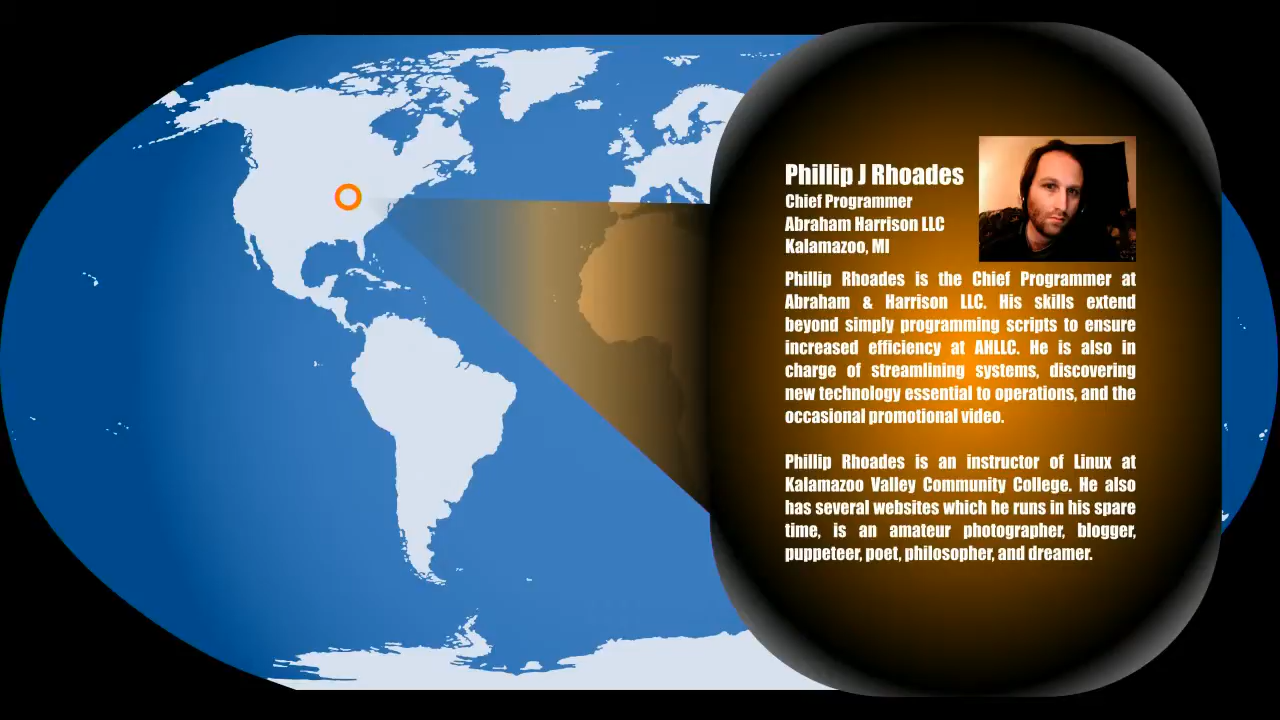 Phillip J Rhoades
Chief Programmer
Abraham Harrison LLC
Kalamazoo, MI
Phillip Rhoades is the Chief Programmer at
Abraham & Harrison LLC. His skills extend
beyond simply programming scripts to ensure
increased efficiency at AHLLC. He is also in
charge of streamlining systems, discovering
new technology essential to operations, and the
occasional promotional video.
Phillip Rhoades is an instructor of Linux at
Kalamazoo Valley Community College. He also
has several websites which he runs in his spare
time, is an amateur photographer, blogger,
puppeteer, poet, philosopher, and dreamer.